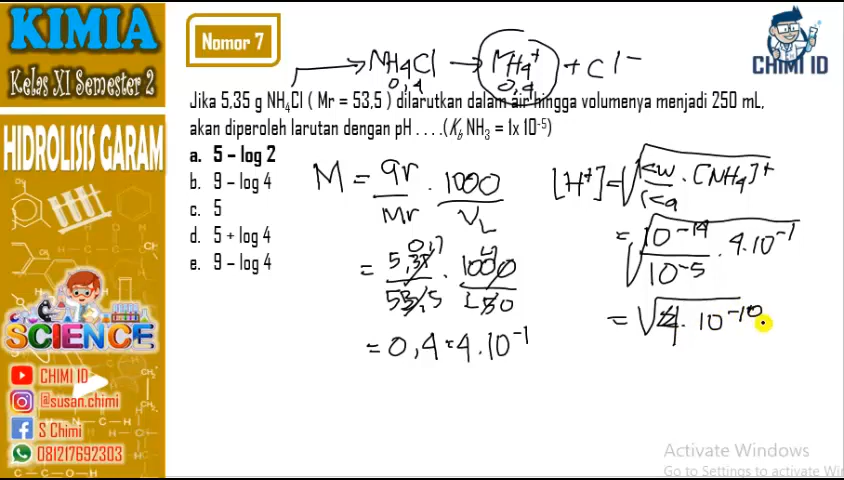 KIMIA
Kelas XI Semester 2
HIDROLISIS GARAM
SCIENCE
CHIMI ID
@susan.chimi
S Chimi
081217692303
Nomor 7
CHIMI ID
NH4Cl → NH4+ + Cl-
0,4 0,4
Jika 5,35 g NH4Cl ( Mr = 53,5 ) dilarutkan dalam air hingga volumenya menjadi 250 mL,
akan diperoleh larutan dengan pH . . . .(Kb NH3 = 1x 10-5)
a. 5 – log 2
b. 9 – log 4
c. 5
d. 5 + log 4
e. 9 – log 4
M = gr/Mr . 1000/VL
= 5,35/53,5 . 1000/250
0,1 4
= 0,4 = 4.10-1
[H+] = √Kw/Ka . [NH4]+
= √10-14/10-5 . 4.10-1
= √4. 10-10
Activate Windows
Go to Settings to activate Win